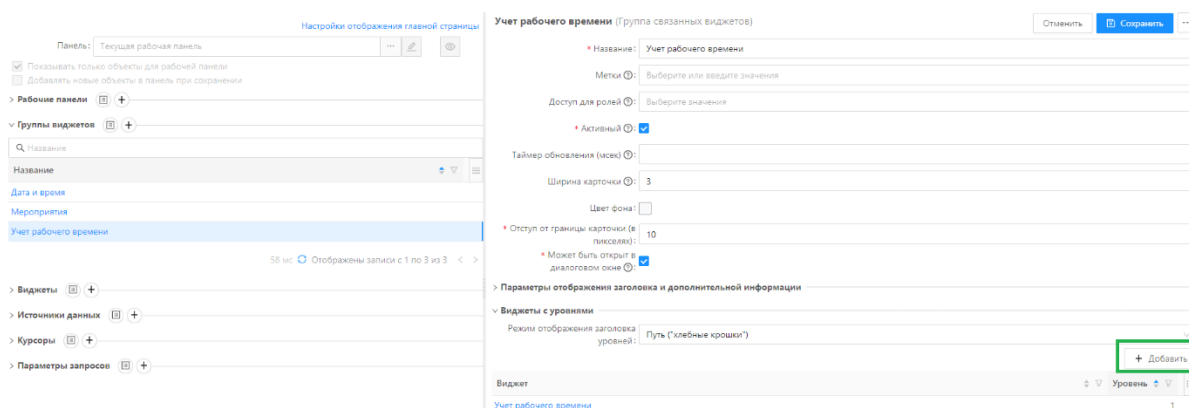 Настройки отображения главной страницы
Панель: Текущая рабочая панель ...
Показывать только объекты для рабочей панели
Добавлять новые объекты в панель при сохранении
> Рабочие панели
Группы виджетов
Название
Название
Дата и время
Мероприятия
Учет рабочего времени
58 мс Отображены записи с 1 по 3 из 3 < >
> Виджеты
> Источники данных
> Курсоры
> Параметры запросов
Учет рабочего времени (Группа связанных виджетов)
Отменить Сохранить
* Название: Учет рабочего времени
Метки : Выберите или введите значения
Доступ для ролей : Выберите значения
* Активный :
Таймер обновления (мсек) :
Ширина карточки : 3
Цвет фона:
* Отступ от границы карточки (в
пикселях): 10
* Может быть открыт в
диалоговом окне :
> Параметры отображения заголовка и дополнительной информации
Виджеты с уровнями
Режим отображения заголовка
уровней: Путь ("хлебные крошки")
+ Добавить
Виджет Уровень
Учет рабочего времени 1